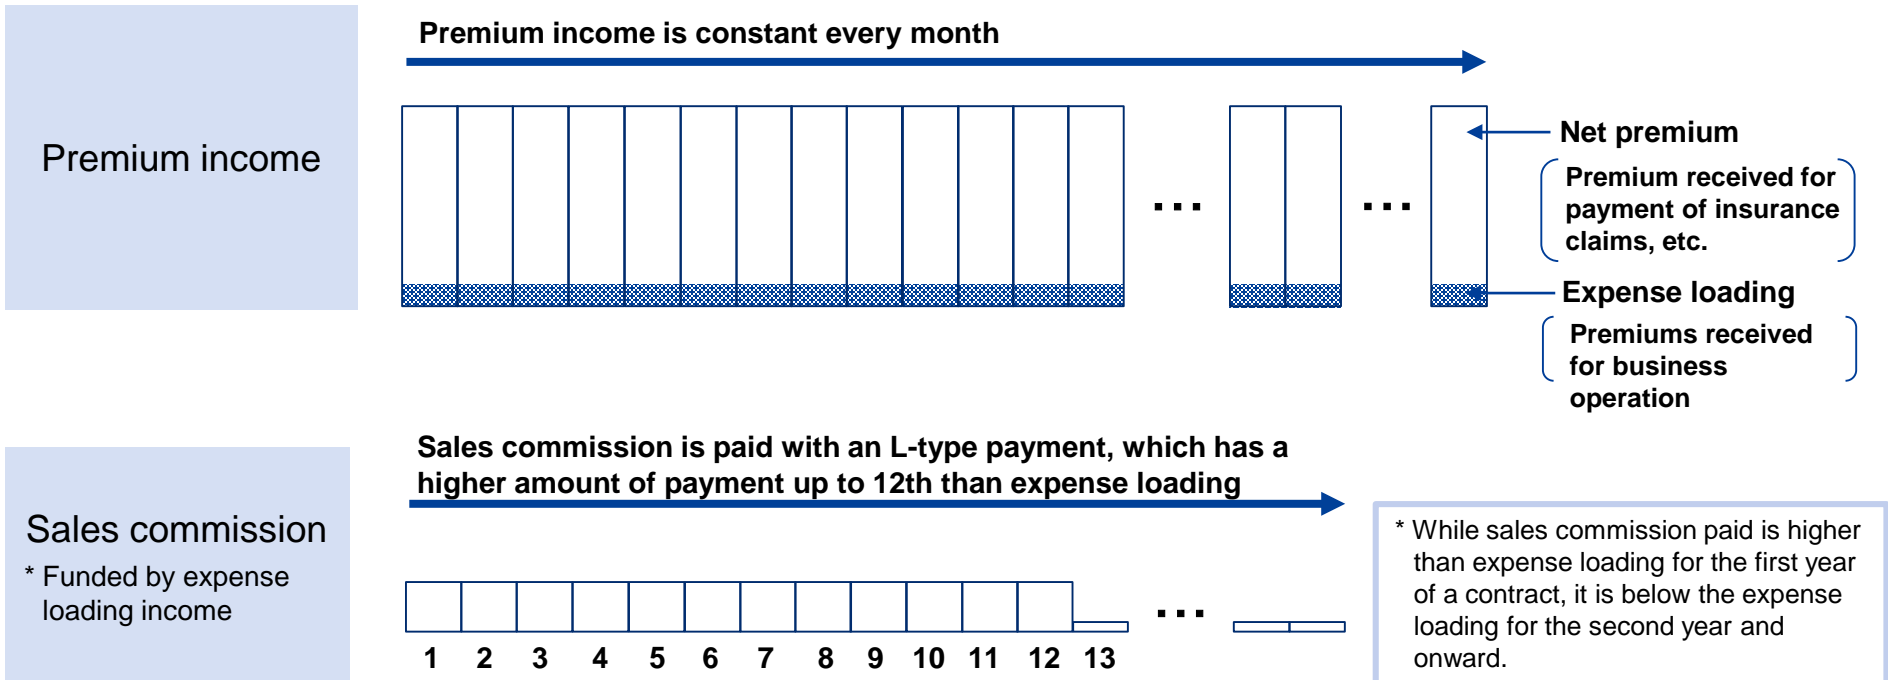 Premium income is constant every month
Premium income
Net premium
Premium received for
payment of insurance
claims, etc.
... ...
Expense loading
Premiums received
for business
operation
Sales commission is paid with an L-type payment, which has a
higher amount of payment up to 12th than expense loading
Sales commission
* Funded by expense
loading income
...
1 2 3 4 5 6 7 8 9 10 11 12 13
* While sales commission paid is higher
than expense loading for the first year
of a contract, it is below the expense
loading for the second year and
onward.